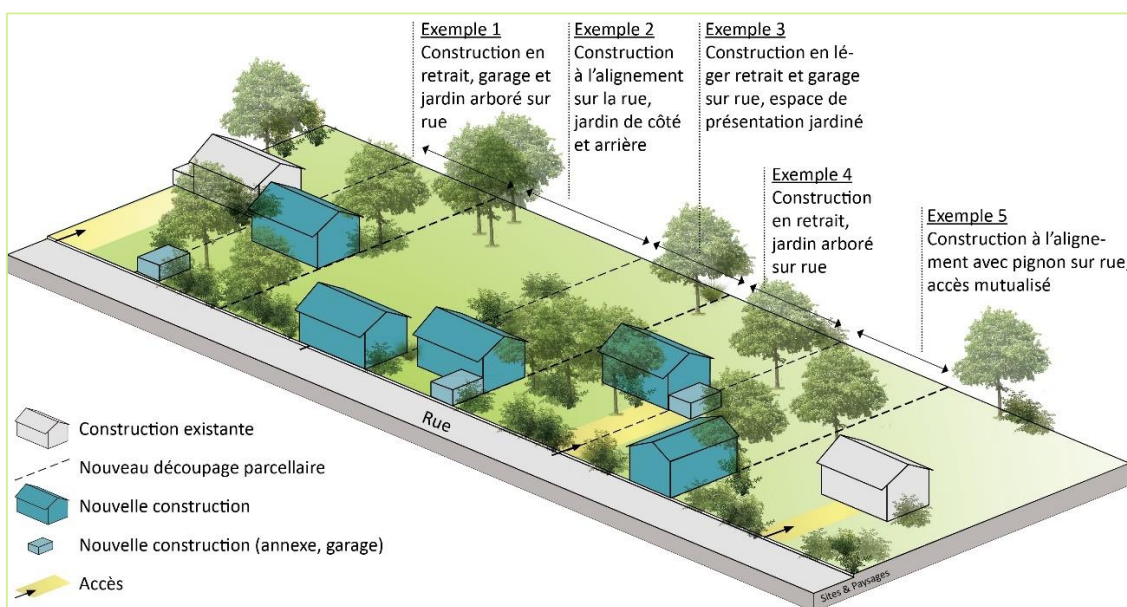 Exemple 1
Construction en
retrait, garage et
jardin arboré sur
rue
Exemple 2
Construction
à l'alignement
sur la rue,
jardin de côté
et arrière
Exemple 3
Construction en lé-
ger retrait et garage
sur rue, espace de
présentation jardiné
Exemple 4
Construction
en retrait,
jardin arboré
sur rue
Exemple 5
Construction à l'aligne-
ment avec pignon sur rue,
accès mutualisé
Rue
Construction existante
Nouveau découpage parcellaire
Nouvelle construction
Nouvelle construction (annexe, garage)
Accès
Sites & Paysages